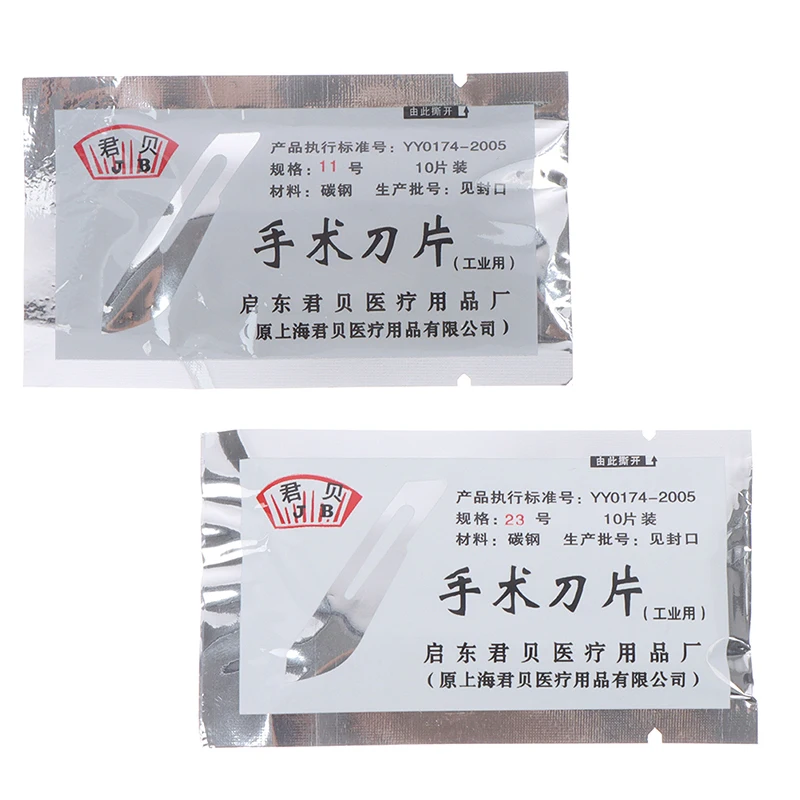 由此撕开
君贝
JB
产品执行标准号：YY0174-2005
规格：11 号 10片装
材料：碳钢 生产批号：见封口
手术刀片（工业用）
启东君贝医疗用品厂
（原上海君贝医疗用品有限公司）
由此撕开
君贝
JB
产品执行标准号：YY0174-2005
规格：23 号 10片装
材料：碳钢 生产批号：见封口
手术刀片（工业用）
启东君贝医疗用品厂
（原上海君贝医疗用品有限公司）